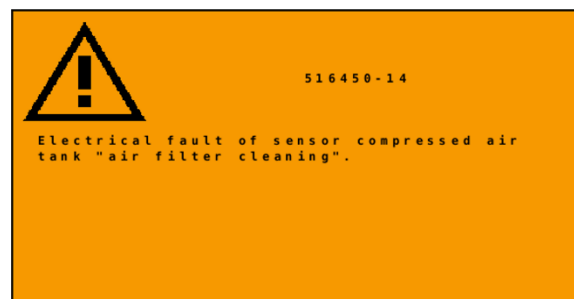 516450-14
Electrical fault of sensor compressed air
tank "air filter cleaning".